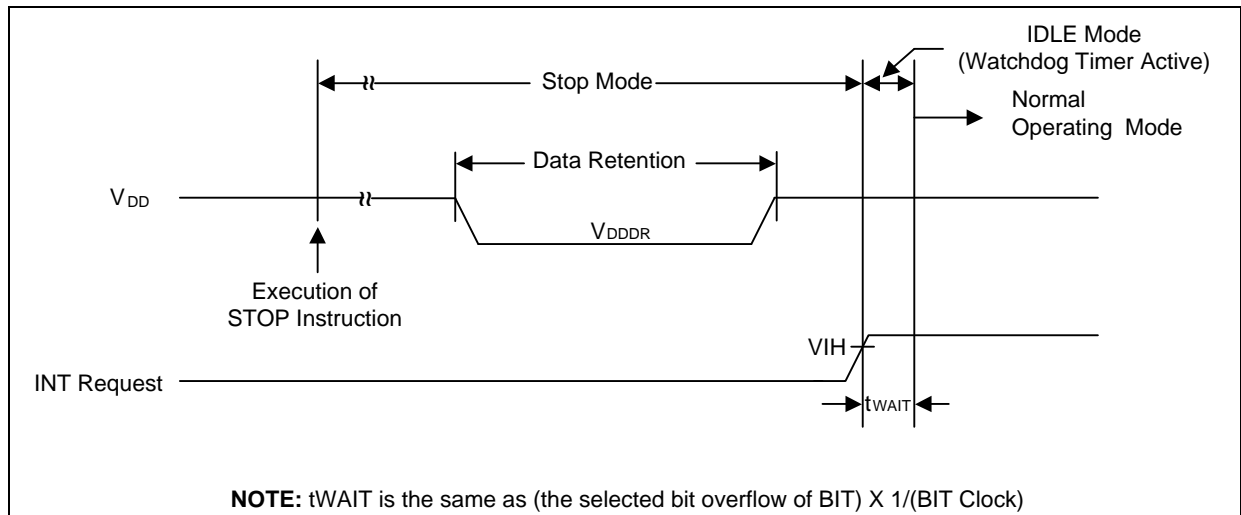 IDLE Mode
(Watchdog Timer Active)
Stop Mode
Normal
Operating Mode
Data Retention
VDD
VDDDR
Execution of
STOP Instruction
VIH
INT Request
tWAIT
NOTE: tWAIT is the same as (the selected bit overflow of BIT) X 1/(BIT Clock)